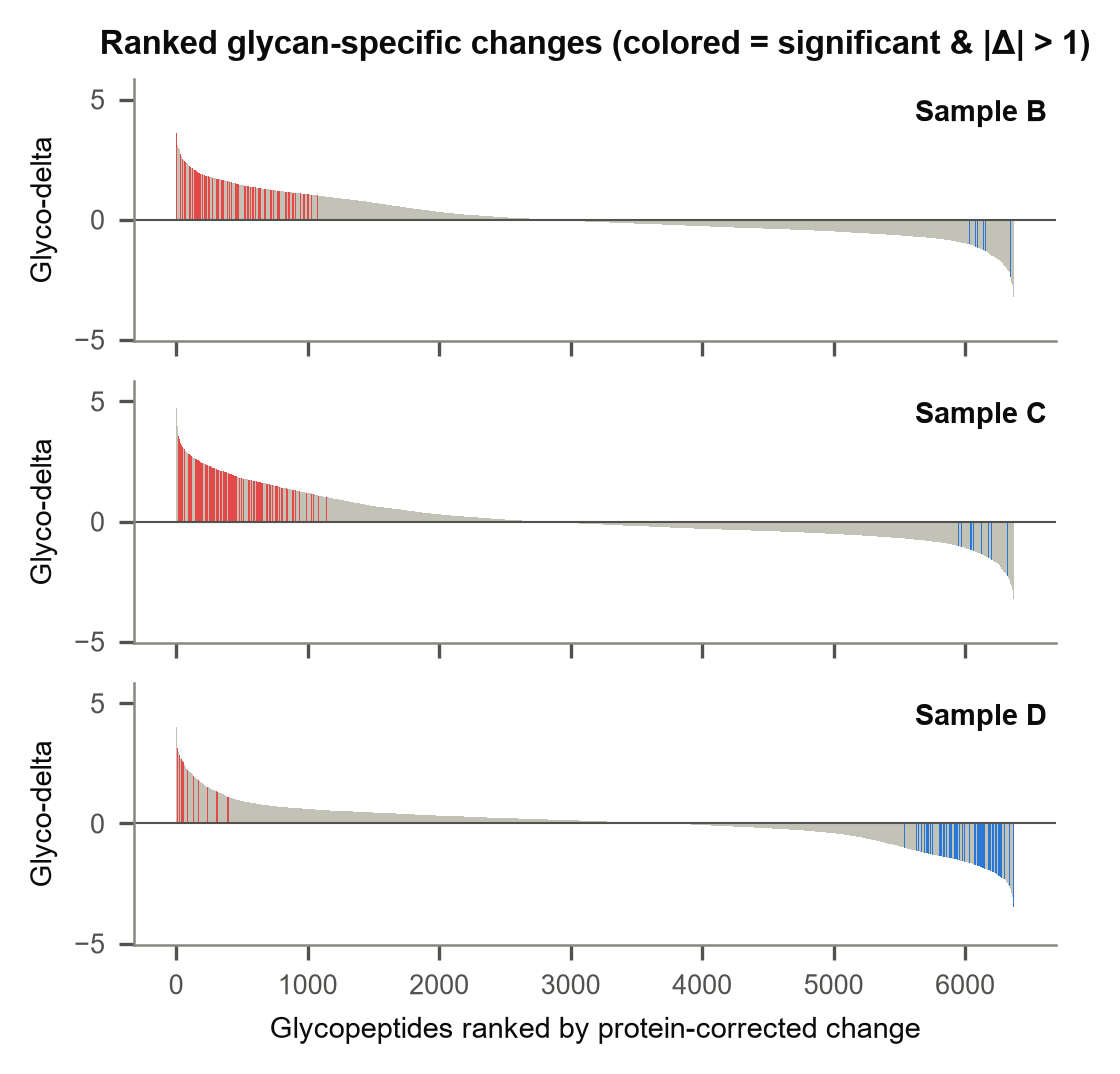 Ranked glycan-specific changes (colored = significant & |Δ| > 1)
Sample B
5
0
−5
Glyco-delta
Sample C
5
0
−5
Glyco-delta
Sample D
5
0
−5
Glyco-delta
0 1000 2000 3000 4000 5000 6000
Glycopeptides ranked by protein-corrected change